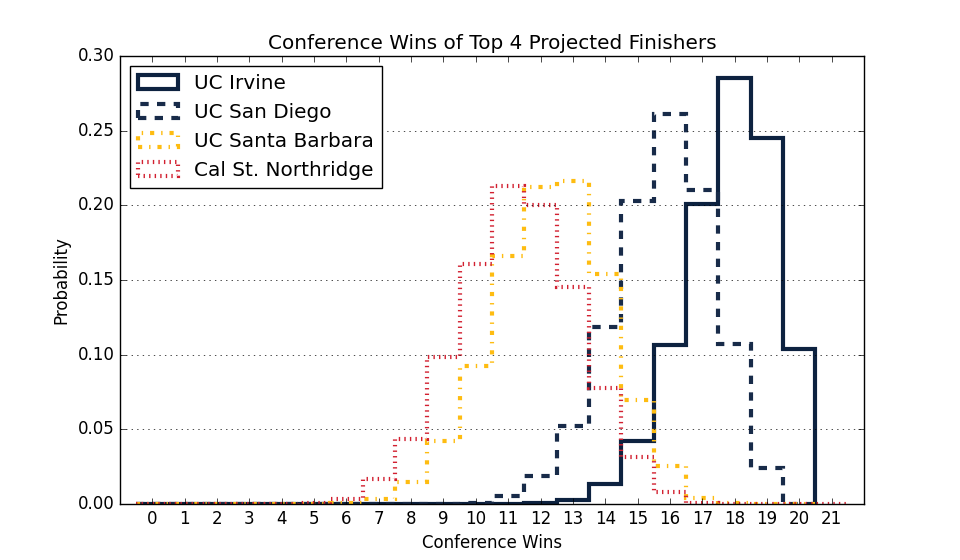 Conference Wins of Top 4 Projected Finishers
0.30
0.25
0.20
0.15
0.10
0.05
0.00
Probability
UC Irvine
UC San Diego
UC Santa Barbara
Cal St. Northridge
0 1 2 3 4 5 6 7 8 9 10 11 12 13 14 15 16 17 18 19 20 21
Conference Wins